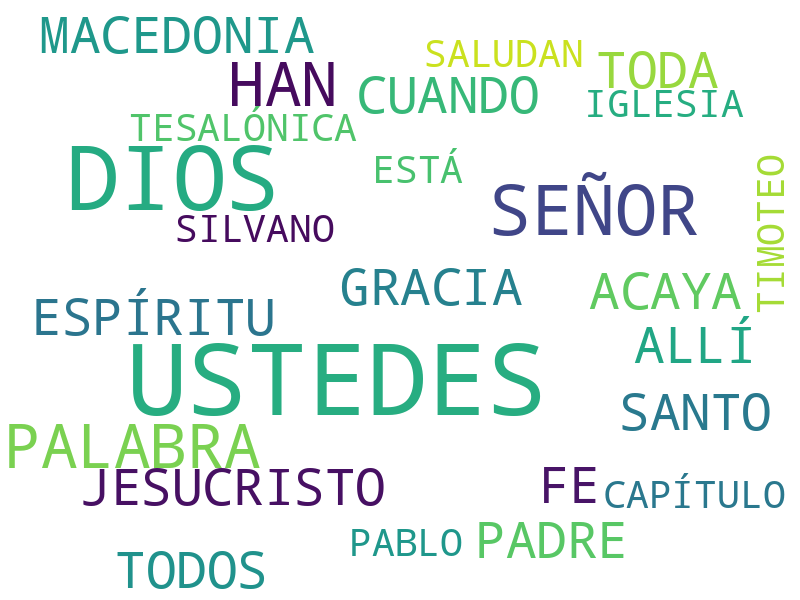 MACEDONIA
SALUDAN
HAN
CUANDO
TODA
IGLESIA
TESALÓNICA
DIOS
ESTÁ
SEÑOR
TIMOTEO
SILVANO
GRACIA
ACAYA
ESPÍRITU
ALLÍ
USTEDES
SANTO
PALABRA
JESUCRISTO
FE
CAPÍTULO
PABLO
PADRE
TODOS